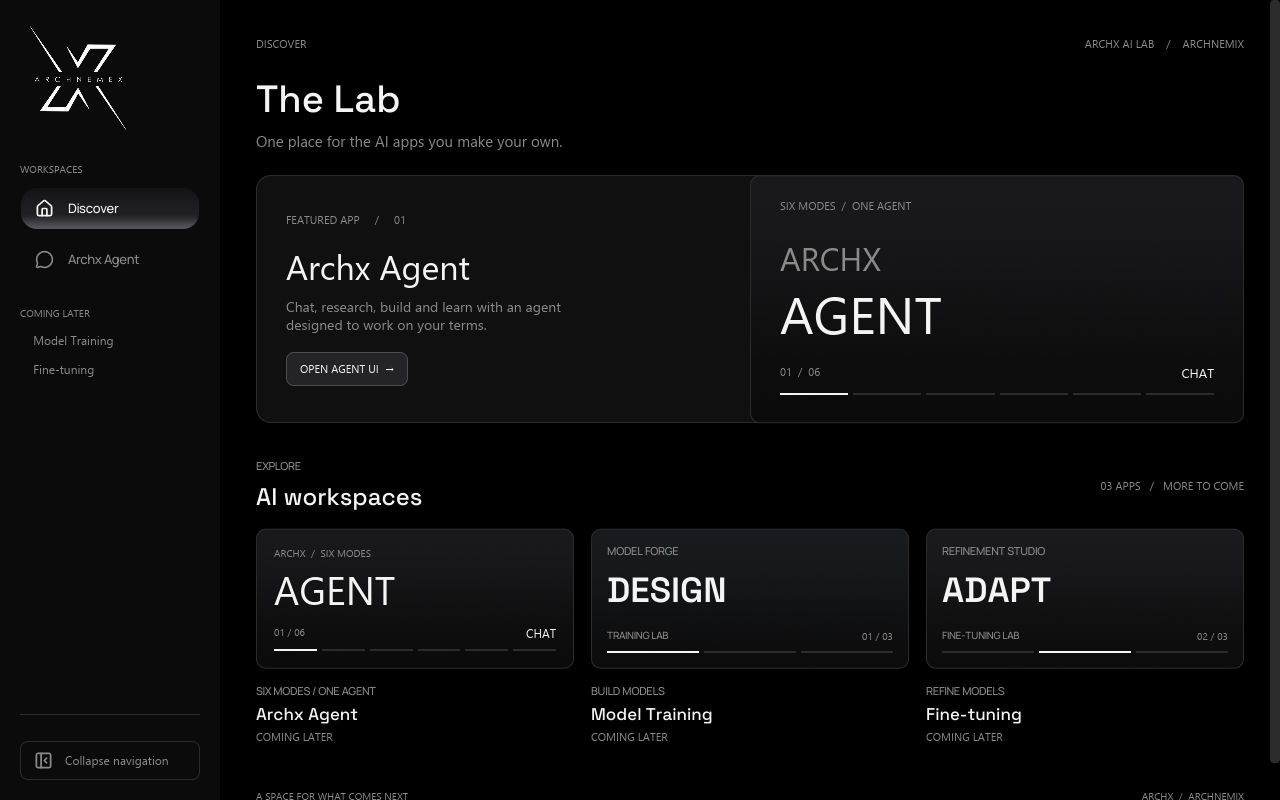 ARCHNEMEX
WORKSPACES
Discover
Archx Agent
COMING LATER
Model Training
Fine-tuning
Collapse navigation
DISCOVER
ARCHX AI LAB / ARCHNEMIX
The Lab
One place for the AI apps you make your own.
FEATURED APP / 01
Archx Agent
Chat, research, build and learn with an agent
designed to work on your terms.
OPEN AGENT UI →
SIX MODES / ONE AGENT
ARCHX
AGENT
01 / 06
CHAT
EXPLORE
AI workspaces
03 APPS / MORE TO COME
ARCHX / SIX MODES
AGENT
01 / 06
CHAT
SIX MODES / ONE AGENT
Archx Agent
COMING LATER
MODEL FORGE
DESIGN
TRAINING LAB
01 / 03
BUILD MODELS
Model Training
COMING LATER
REFINEMENT STUDIO
ADAPT
FINE-TUNING LAB
02 / 03
REFINE MODELS
Fine-tuning
COMING LATER
A SPACE FOR WHAT COMES NEXT
ARCHX / ARCHNEMIX